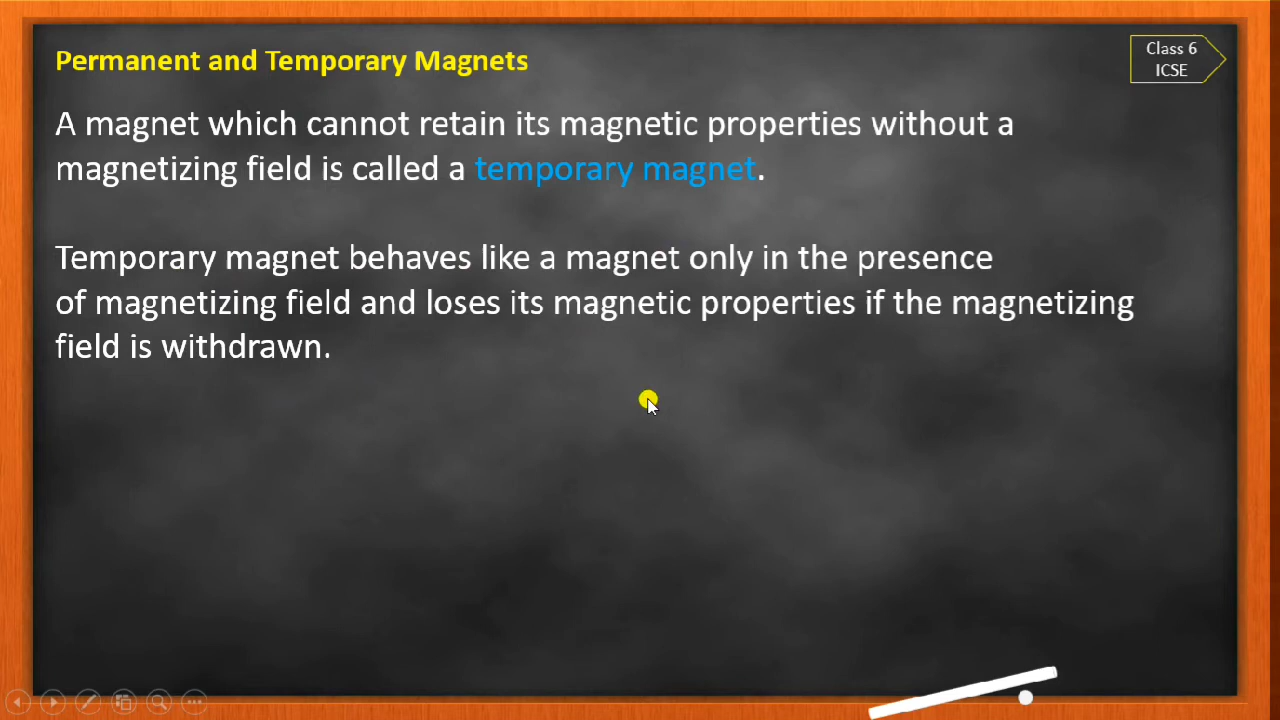 Permanent and Temporary Magnets
Class 6
ICSE
A magnet which cannot retain its magnetic properties without a
magnetizing field is called a temporary magnet.
Temporary magnet behaves like a magnet only in the presence
of magnetizing field and loses its magnetic properties if the magnetizing
field is withdrawn.